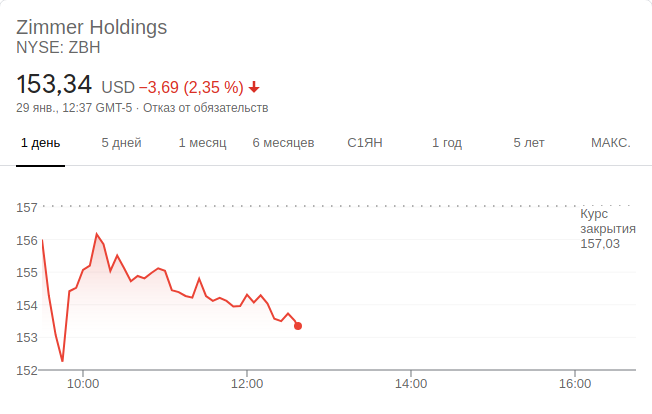 Zimmer Holdings
NYSE: ZBH
153,34 USD −3,69 (2,35 %)
29 янв., 12:37 GMT-5 · Отказ от обязательств
1 день 5 дней 1 месяц 6 месяцев С1ЯН 1 год 5 лет МАКС.
157
Курс
закрытия
157,03
156
155
154
153
152
10:00 12:00 14:00 16:00